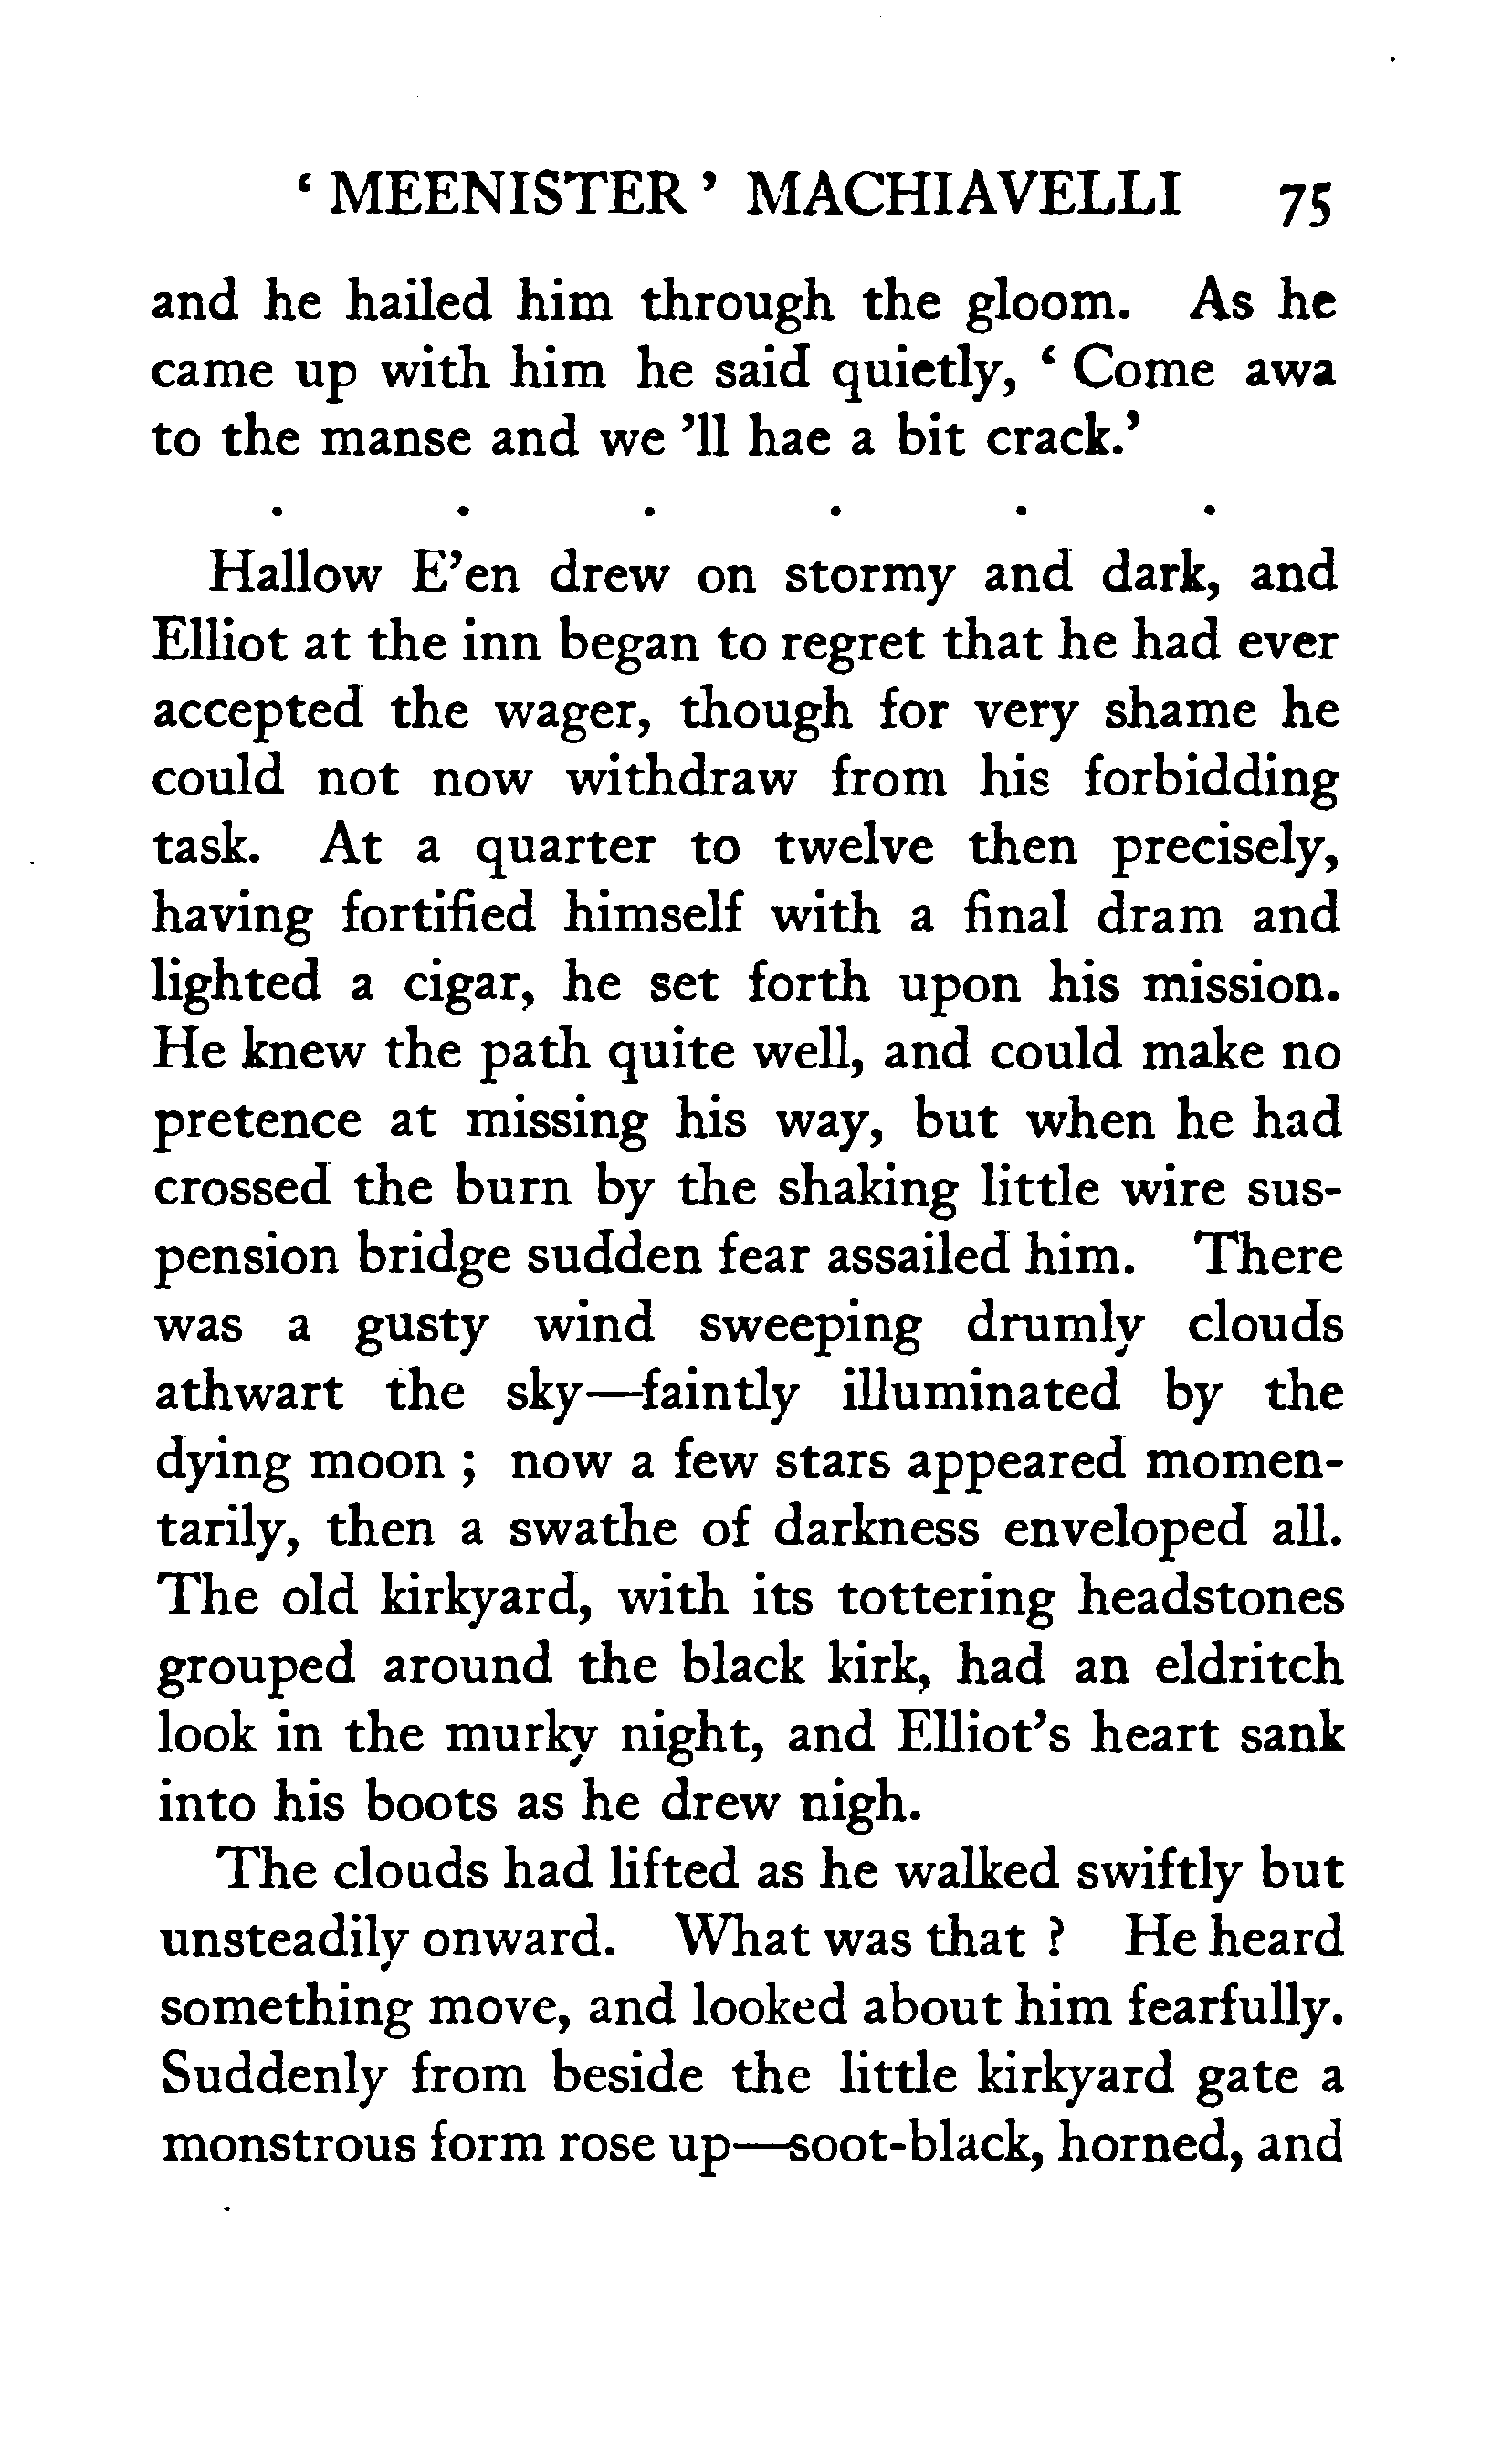 ‘ MEENISTER ’ MACHIAVELLI 75
and he hailed him through the gloom. As he
came up with him he said quietly, ‘ Come awa
to the manse and we ’ll hae a bit crack.’
. . . . . .
Hallow E’en drew on stormy and dark, and
Elliot at the inn began to regret that he had ever
accepted the wager, though for very shame he
could not now withdraw from his forbidding
task. At a quarter to twelve then precisely,
having fortified himself with a final dram and
lighted a cigar, he set forth upon his mission.
He knew the path quite well, and could make no
pretence at missing his way, but when he had
crossed the burn by the shaking little wire sus-
pension bridge sudden fear assailed him. There
was a gusty wind sweeping drumly clouds
athwart the sky—faintly illuminated by the
dying moon ; now a few stars appeared momen-
tarily, then a swathe of darkness enveloped all.
The old kirkyard, with its tottering headstones
grouped around the black kirk, had an eldritch
look in the murky night, and Elliot’s heart sank
into his boots as he drew nigh.
The clouds had lifted as he walked swiftly but
unsteadily onward. What was that ? He heard
something move, and looked about him fearfully.
Suddenly from beside the little kirkyard gate a
monstrous form rose up—soot-black, horned, and